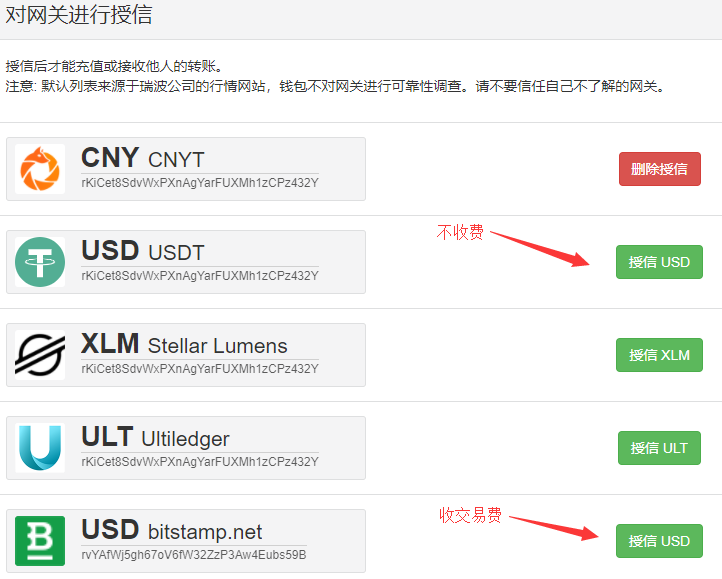 对网关进行授信
授信后才能充值或接收他人的转账。
注意: 默认列表来源于瑞波公司的行情网站，钱包不对网关进行可靠性调查。请不要信任自己不了解的网关。
CNY CNYT
rKiCet8SdvWxPXnAgYarFUXMh1zCPz432Y
删除授信
不收费
USD USDT
rKiCet8SdvWxPXnAgYarFUXMh1zCPz432Y
授信 USD
XLM Stellar Lumens
rKiCet8SdvWxPXnAgYarFUXMh1zCPz432Y
授信 XLM
ULT Ultiledger
rKiCet8SdvWxPXnAgYarFUXMh1zCPz432Y
授信 ULT
收交易费
USD bitstamp.net
rvYAfWj5gh67oV6fW32ZzP3Aw4Eubs59B
授信 USD